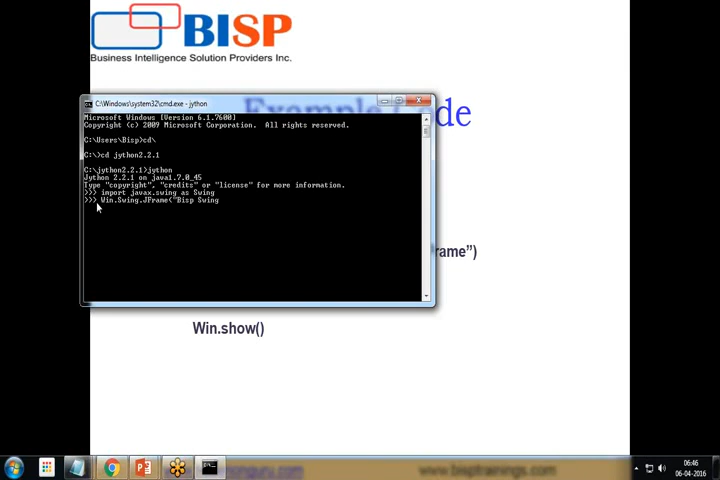 BISP
Business Intelligence Solution Providers Inc.
Example Code
C:\Windows\system32\cmd.exe - jython
Microsoft Windows [Version 6.1.7600]
Copyright (c) 2009 Microsoft Corporation. All rights reserved.
C:\Users\Bisp>cd\
C:\>cd jython2.2.1
C:\jython2.2.1>jython
Jython 2.2.1 on java1.7.0_45
Type "copyright", "credits" or "license" for more information.
>>> import javax.swing as Swing
>>> Win.Swing.JFrame("Bisp Swing
rame”)
Win.show()
www.bisptrainings.com
06:46
06-04-2016